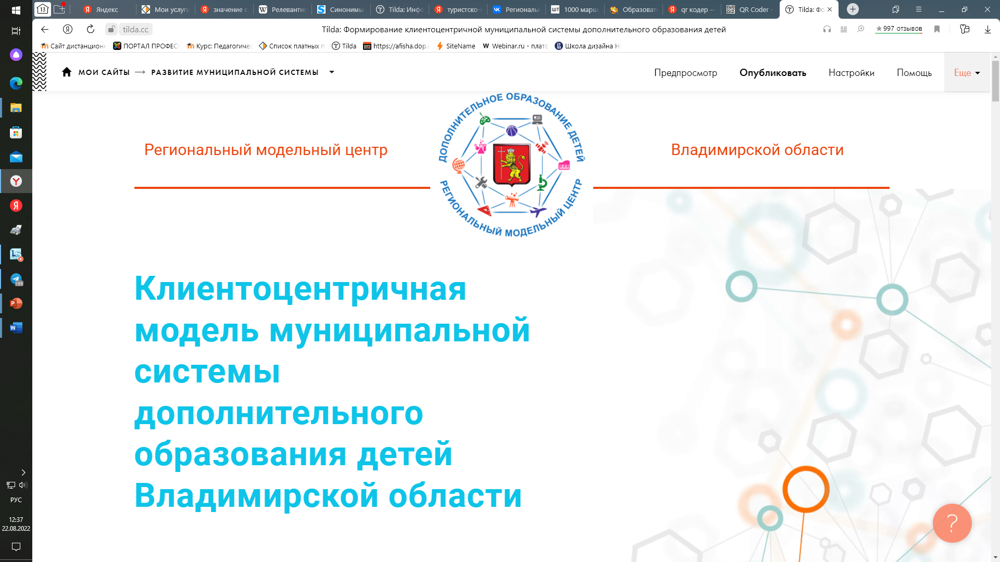 13
Яндекс
Мои услуги
значение с
Релевантно
Синонимы
Tilda: Инфо
туристско-
Региональн
1000 марш
Образоват
qr кодер —
QR Coder -
Tilda: Фо
tilda.cc
Tilda: Формирование клиентоцентричной муниципальной системы дополнительного образования детей
997 отзывов
Сайт дистанцион
ПОРТАЛ ПРОФЕС
Курс: Педагогичес
Список платных п
Tilda
https://afisha.dop.
SiteName
Webinar.ru - платф
Школа дизайна Н
МОИ САЙТЫ
РАЗВИТИЕ МУНИЦИПАЛЬНОЙ СИСТЕМЫ
Предпросмотр
Опубликовать
Настройки
Помощь
Еще
Региональный модельный центр
ДОПОЛНИТЕЛЬНОЕ ОБРАЗОВАНИЕ ДЕТЕЙ
РЕГИОНАЛЬНЫЙ МОДЕЛЬНЫЙ ЦЕНТР
Владимирской области
Клиентоцентричная
модель муниципальной
системы
дополнительного
образования детей
Владимирской области
199
РУС
12:37
22.08.2022
?